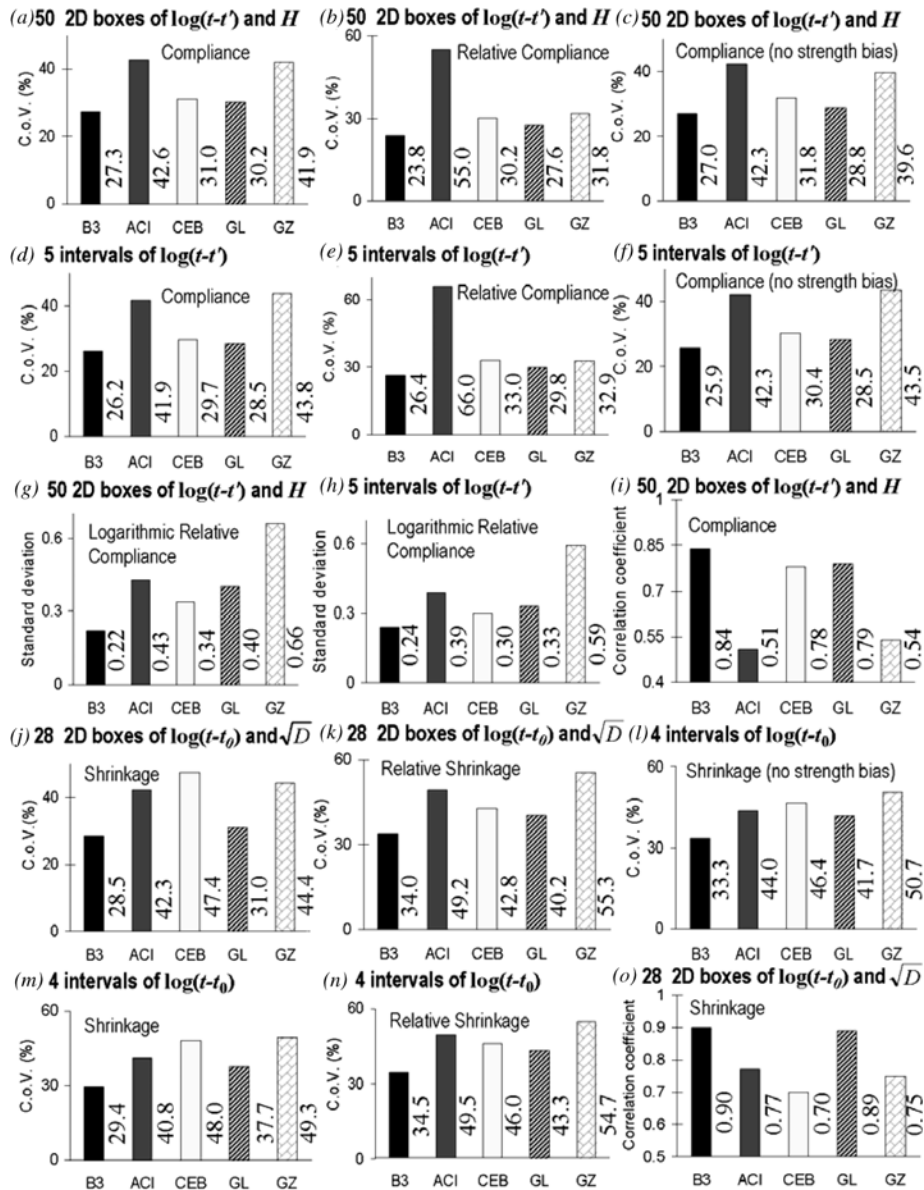 (a) 50 2D boxes of log(t-t') and H
Compliance
C.o.V. (%)
40
20
0
27.3
42.6
31.0
30.2
41.9
B3 ACI CEB GL GZ
(b) 50 2D boxes of log(t-t') and H
Relative Compliance
C.o.V. (%)
60
30
0
23.8
55.0
30.2
27.6
31.8
B3 ACI CEB GL GZ
(c) 50 2D boxes of log(t-t') and H
Compliance (no strength bias)
C.o.V. (%)
40
20
0
27.0
42.3
31.8
28.8
39.6
B3 ACI CEB GL GZ
(d) 5 intervals of log(t-t')
Compliance
C.o.V. (%)
40
20
0
26.2
41.9
29.7
28.5
43.8
B3 ACI CEB GL GZ
(e) 5 intervals of log(t-t')
Relative Compliance
C.o.V. (%)
60
30
0
26.4
66.0
33.0
29.8
32.9
B3 ACI CEB GL GZ
(f) 5 intervals of log(t-t')
Compliance (no strength bias)
C.o.V. (%)
40
20
0
25.9
42.3
30.4
28.5
43.5
B3 ACI CEB GL GZ
(g) 50 2D boxes of log(t-t') and H
Logarithmic Relative
Compliance
Standard deviation
0.6
0.3
0
0.22
0.43
0.34
0.40
0.66
B3 ACI CEB GL GZ
(h) 5 intervals of log(t-t')
Logarithmic Relative
Compliance
Standard deviation
0.6
0.3
0
0.24
0.39
0.30
0.33
0.59
B3 ACI CEB GL GZ
(i) 50 2D boxes of log(t-t') and H
Compliance
Correlation coefficient
1
0.85
0.7
0.55
0.4
0.84
0.51
0.78
0.79
0.54
B3 ACI CEB GL GZ
(j) 28 2D boxes of log(t-t₀) and √D
Shrinkage
C.o.V.(%)
40
20
0
28.5
42.3
47.4
31.0
44.4
B3 ACI CEB GL GZ
(k) 28 2D boxes of log(t-t₀) and √D
Relative Shrinkage
C.o.V.(%)
60
30
0
34.0
49.2
42.8
40.2
55.3
B3 ACI CEB GL GZ
(l) 4 intervals of log(t-t₀)
Shrinkage (no strength bias)
C.o.V.(%)
60
30
0
33.3
44.0
46.4
41.7
50.7
B3 ACI CEB GL GZ
(m) 4 intervals of log(t-t₀)
Shrinkage
C.o.V. (%)
60
30
0
29.4
40.8
48.0
37.7
49.3
B3 ACI CEB GL GZ
(n) 4 intervals of log(t-t₀)
Relative Shrinkage
C.o.V. (%)
60
30
0
34.5
49.5
46.0
43.3
54.7
B3 ACI CEB GL GZ
(o) 28 2D boxes of log(t-t₀) and √D
Shrinkage
Correlation coefficient
1
0.9
0.8
0.7
0.6
0.5
0.90
0.77
0.70
0.89
0.75
B3 ACI CEB GL GZ